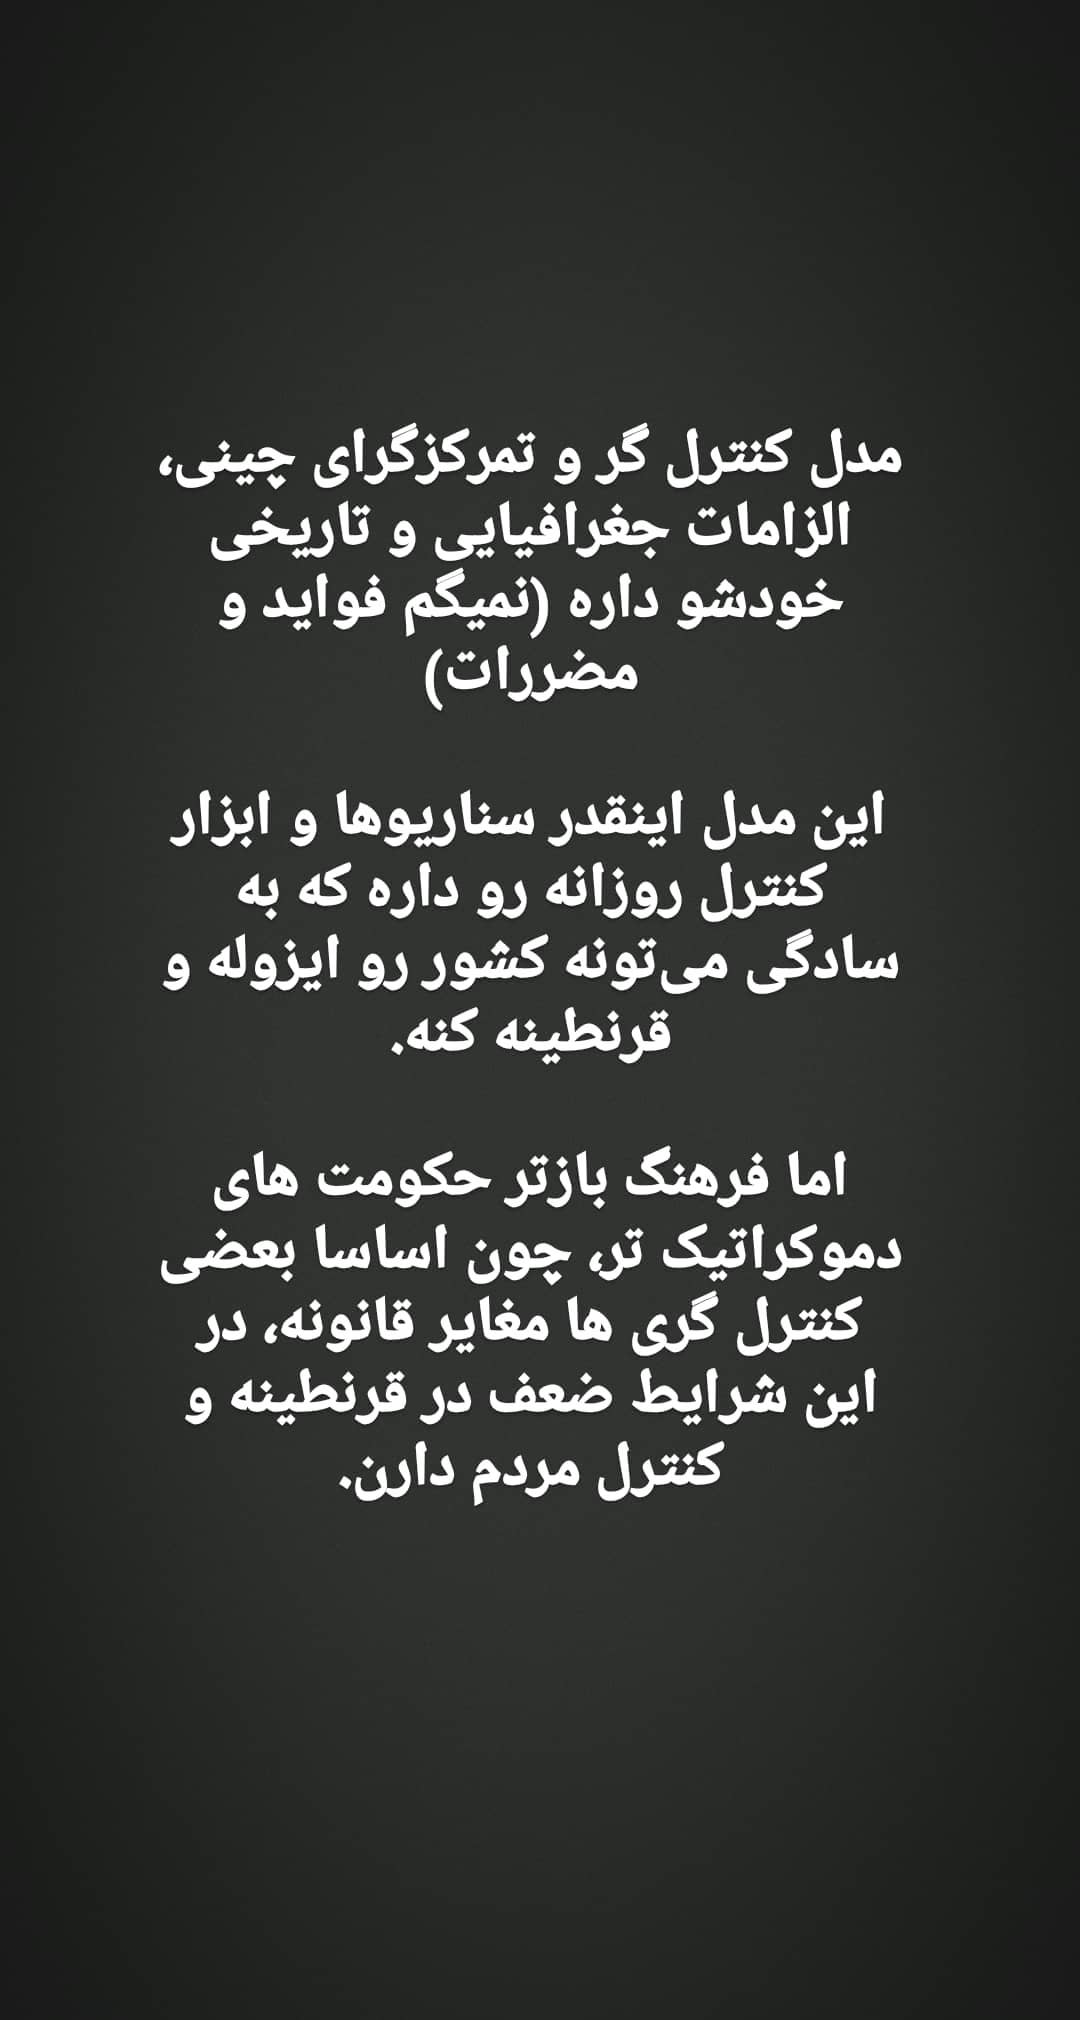 مدل کنترل گر و تمرکزگرای چینی،
الزامات جغرافیایی و تاریخی
خودشو داره (نمیگم فواید و
مضررات)
این مدل اینقدر سناریوها و ابزار
کنترل روزانه رو داره که به
سادگی می‌تونه کشور رو ایزوله و
قرنطینه کنه.
اما فرهنگ بازتر حکومت های
دموکراتیک تر، چون اساسا بعضی
کنترل گری ها مغایر قانونه، در
این شرایط ضعف در قرنطینه و
کنترل مردم دارن.